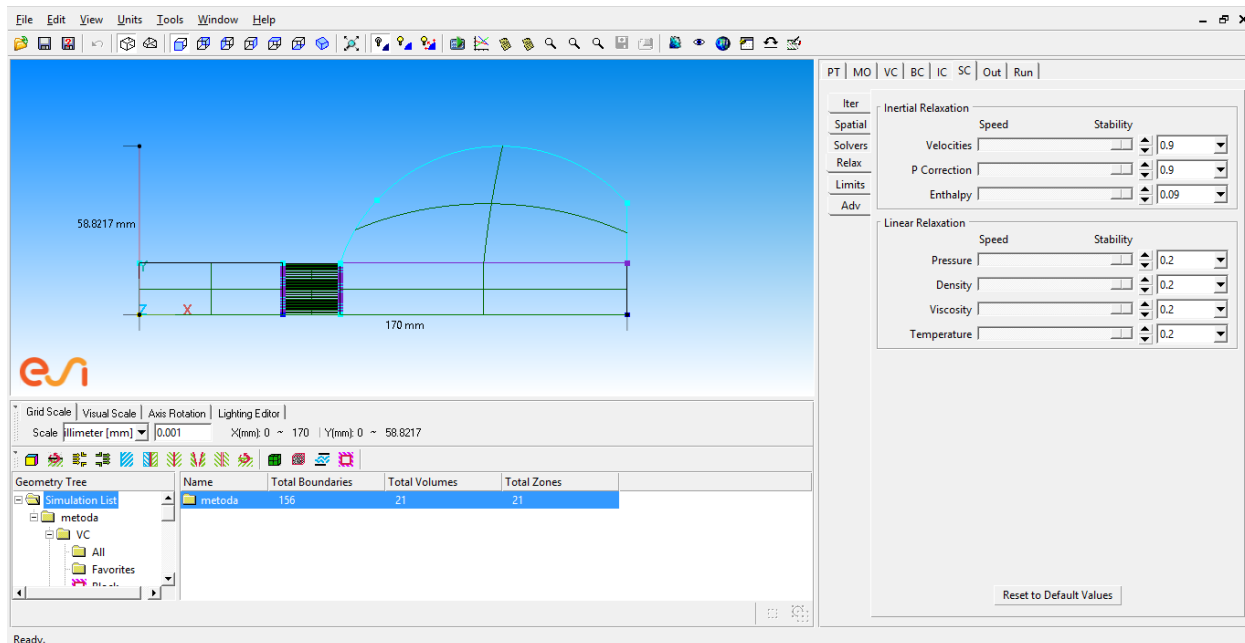 File Edit View Units Tools Window Help
PT MO VC BC IC SC Out Run
58.8217 mm
Y
Z X
170 mm
esi
Iter
Spatial
Solvers
Relax
Limits
Adv
Inertial Relaxation
Speed Stability
Velocities 0.9
P Correction 0.9
Enthalpy 0.09
Linear Relaxation
Speed Stability
Pressure 0.2
Density 0.2
Viscosity 0.2
Temperature 0.2
Reset to Default Values
Grid Scale Visual Scale Axis Rotation Lighting Editor
Scale illimeter [mm] 0.001 X(mm): 0 ~ 170 | Y(mm): 0 ~ 58.8217
Geometry Tree
Simulation List
metoda
VC
All
Favorites
Name Total Boundaries Total Volumes Total Zones
metoda 156 21 21
Ready.